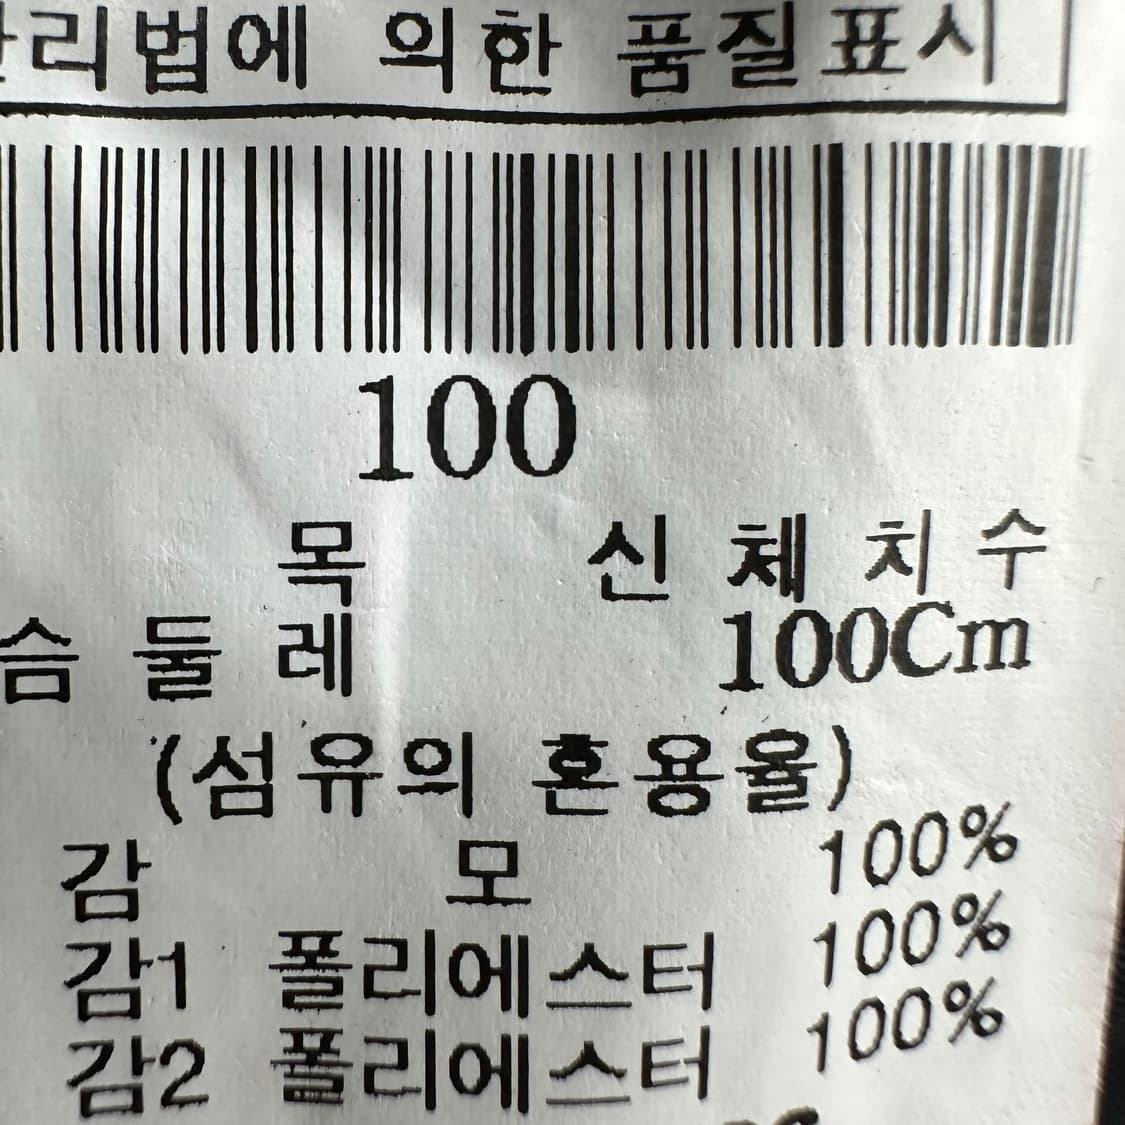 리법에 의한 품질표시
100
목 신 체 치 수
슴 둘 레 100Cm
(섬유의 혼용율)
감 모 100%
감1 폴리에스터 100%
감2 폴리에스터 100%